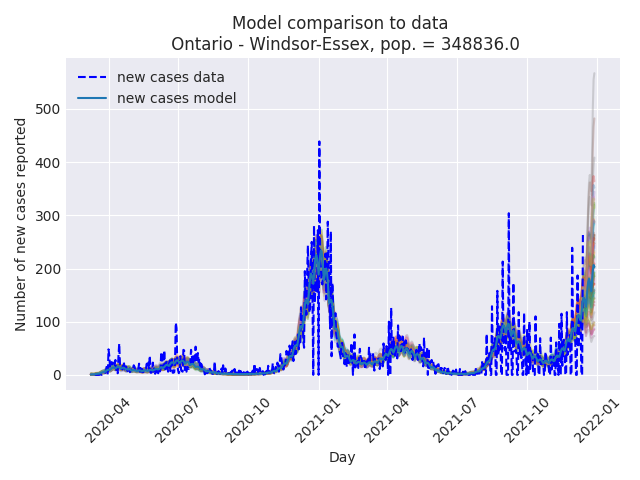 Model comparison to data
Ontario - Windsor-Essex, pop. = 348836.0
new cases data
new cases model
Number of new cases reported
500
400
300
200
100
0
2020-04
2020-07
2020-10
2021-01
2021-04
2021-07
2021-10
2022-01
Day